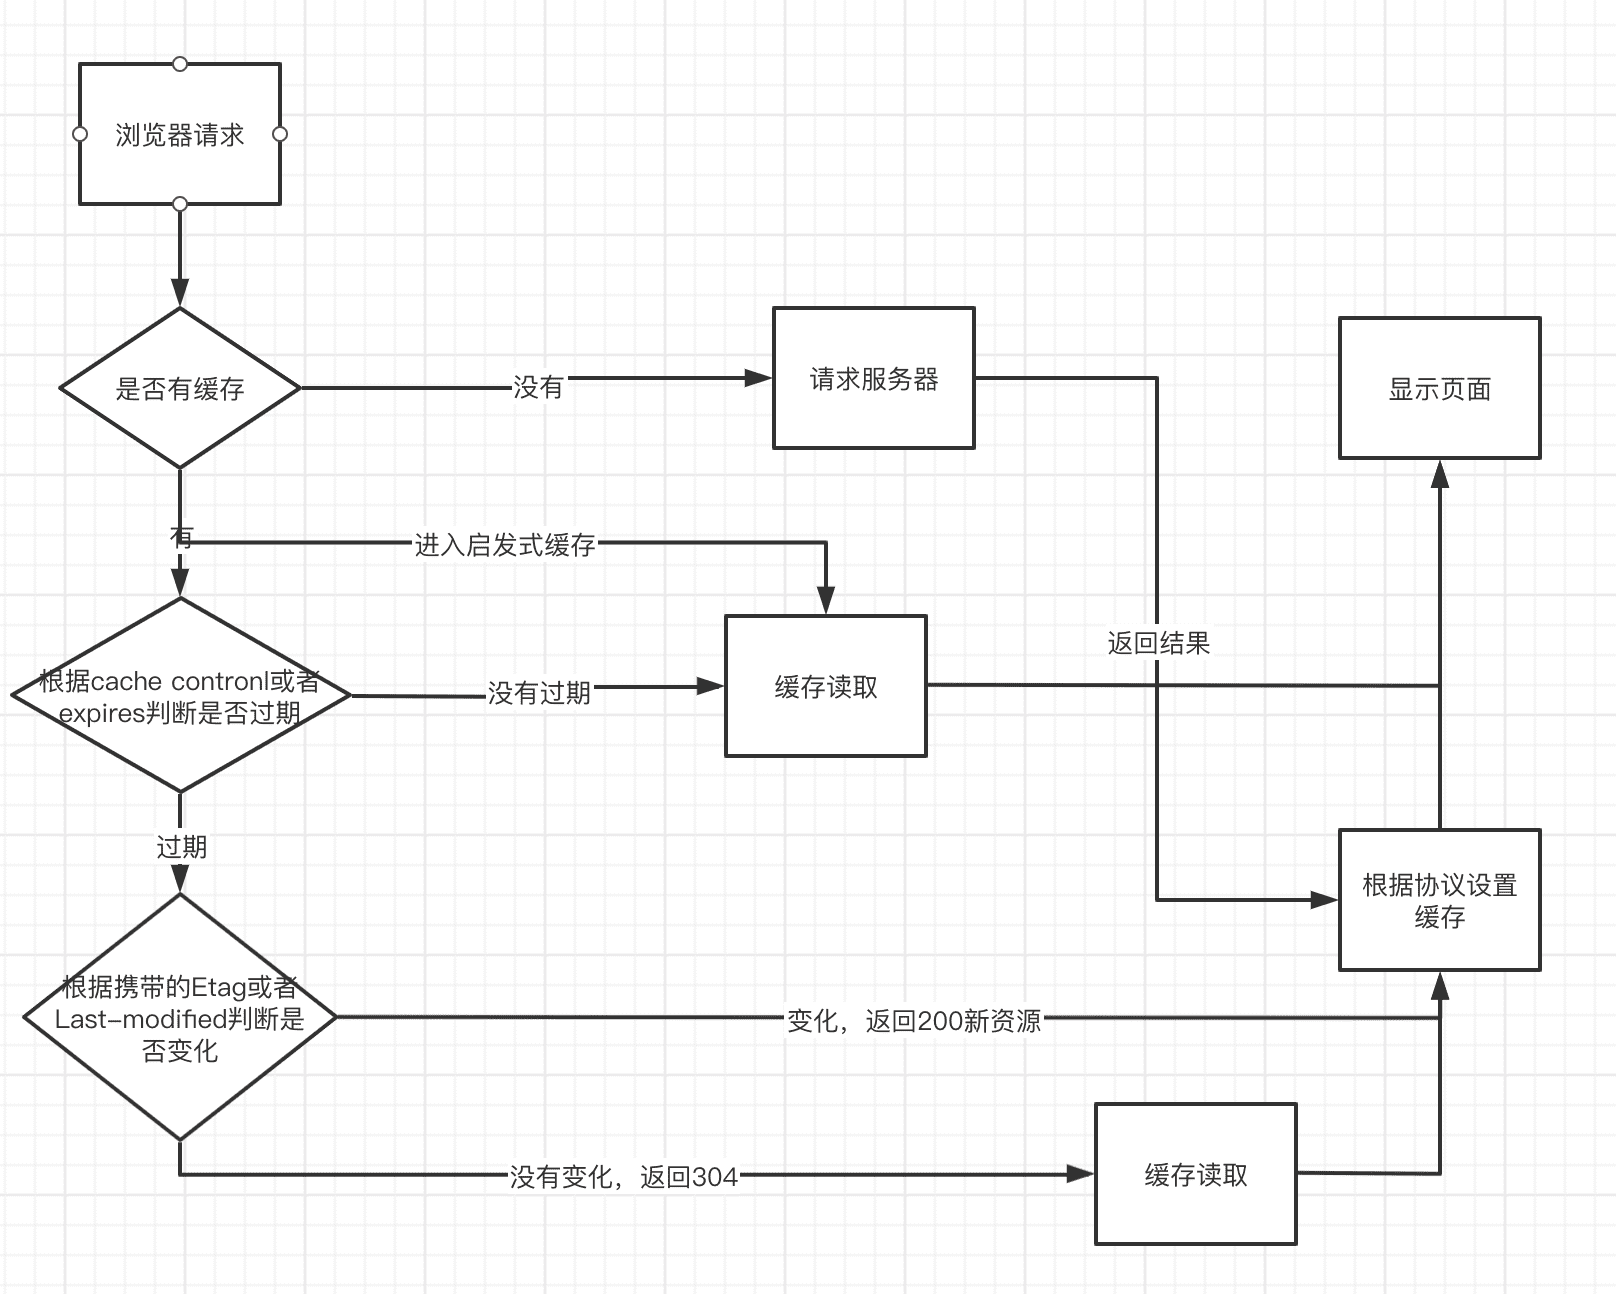 浏览器请求
是否有缓存
没有
请求服务器
显示页面
有
进入启发式缓存
根据cache contronl或者
expires判断是否过期
没有过期
缓存读取
返回结果
过期
根据协议设置
缓存
根据携带的Etag或者
Last-modified判断是
否变化
变化，返回200新资源
没有变化，返回304
缓存读取